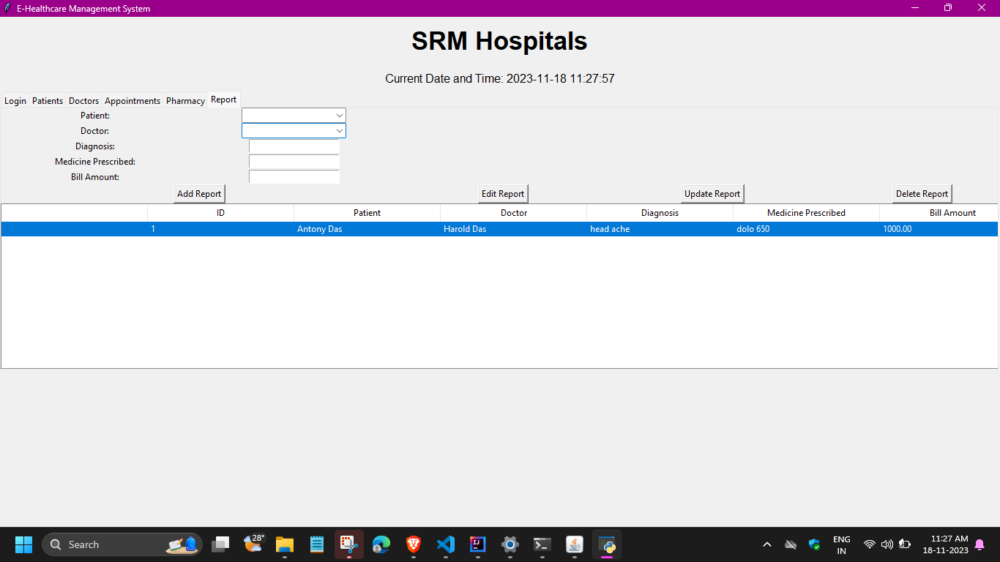 E-Healthcare Management System
SRM Hospitals
Current Date and Time: 2023-11-18 11:27:57
Login Patients Doctors Appointments Pharmacy Report
Patient:
Doctor:
Diagnosis:
Medicine Prescribed:
Bill Amount:
Add Report Edit Report Update Report Delete Report
ID Patient Doctor Diagnosis Medicine Prescribed Bill Amount
1 Antony Das Harold Das head ache dolo 650 1000.00
Search 28° IJ ENG 11:27 AM
IN 18-11-2023